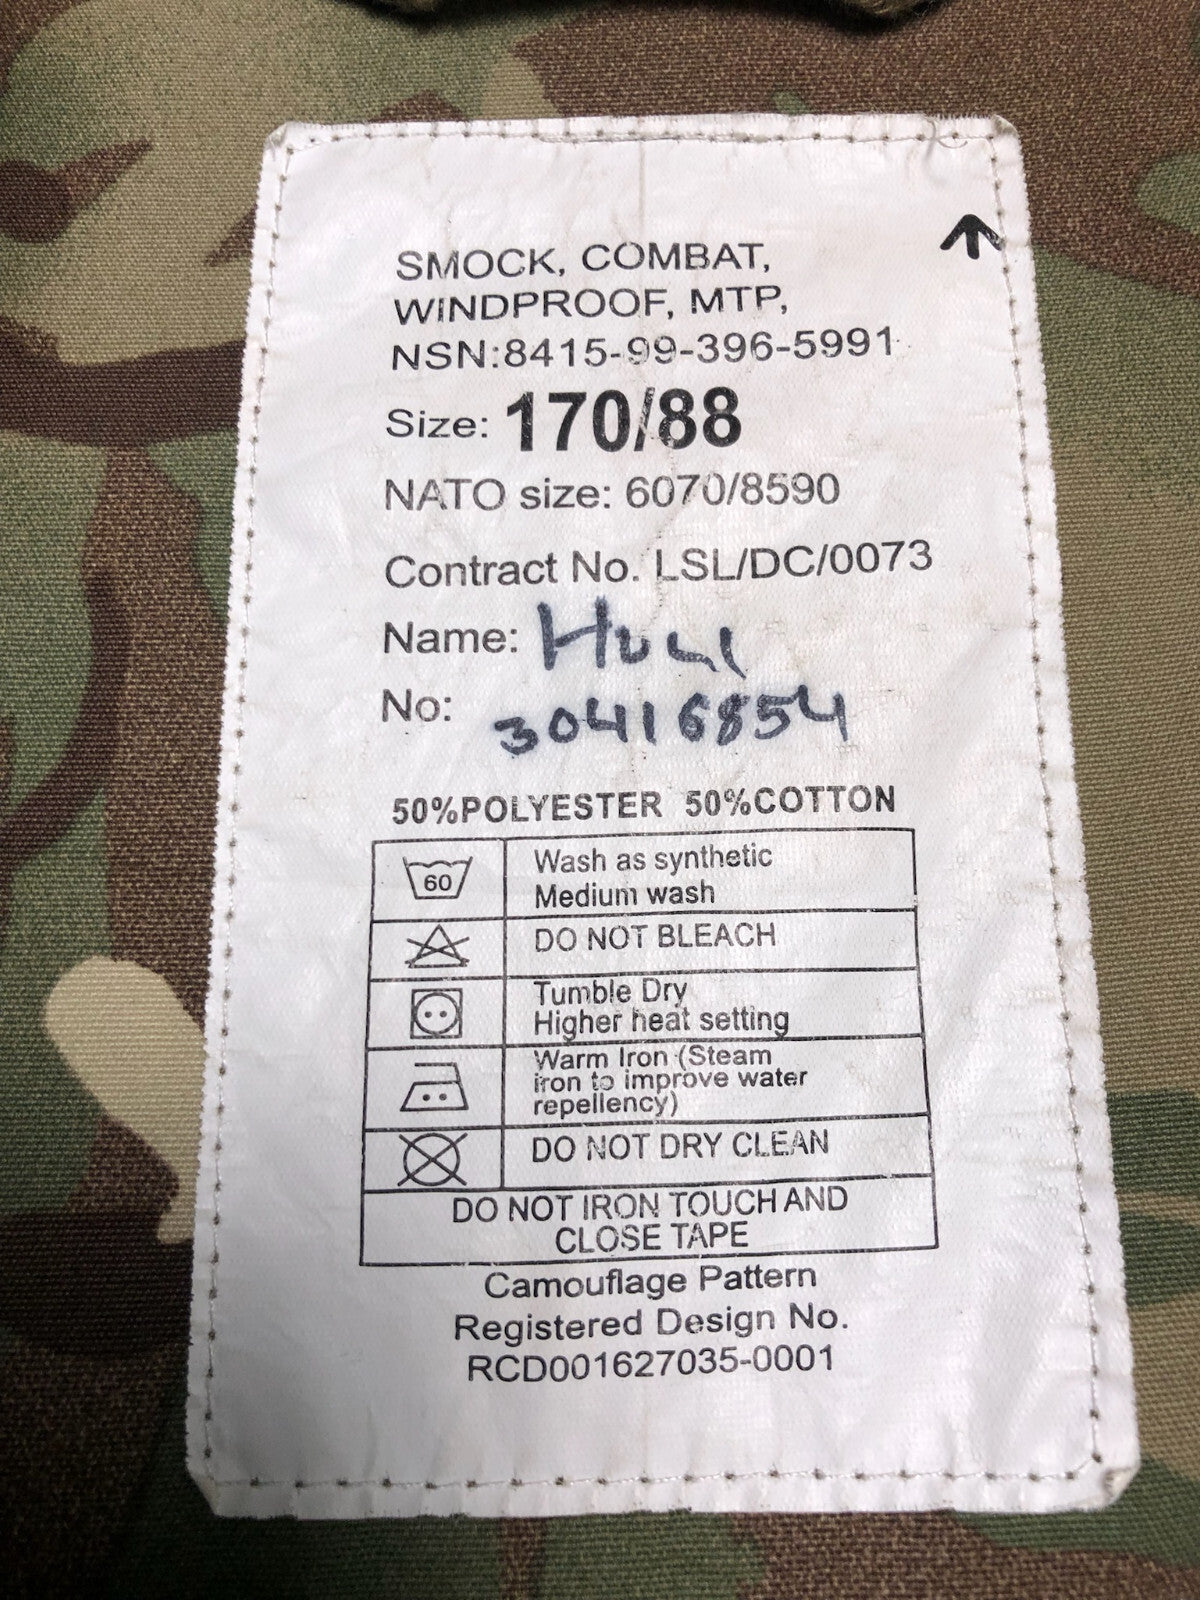 SMOCK, COMBAT,
WINDPROOF, MTP,
NSN:8415-99-396-5991
Size: 170/88
NATO size: 6070/8590
Contract No. LSL/DC/0073
Name: HULL
No: 30416854
50%POLYESTER 50%COTTON
60 Wash as synthetic
Medium wash
DO NOT BLEACH
Tumble Dry
Higher heat setting
Warm Iron (Steam
iron to improve water
repellency)
DO NOT DRY CLEAN
DO NOT IRON TOUCH AND
CLOSE TAPE
Camouflage Pattern
Registered Design No.
RCD001627035-0001